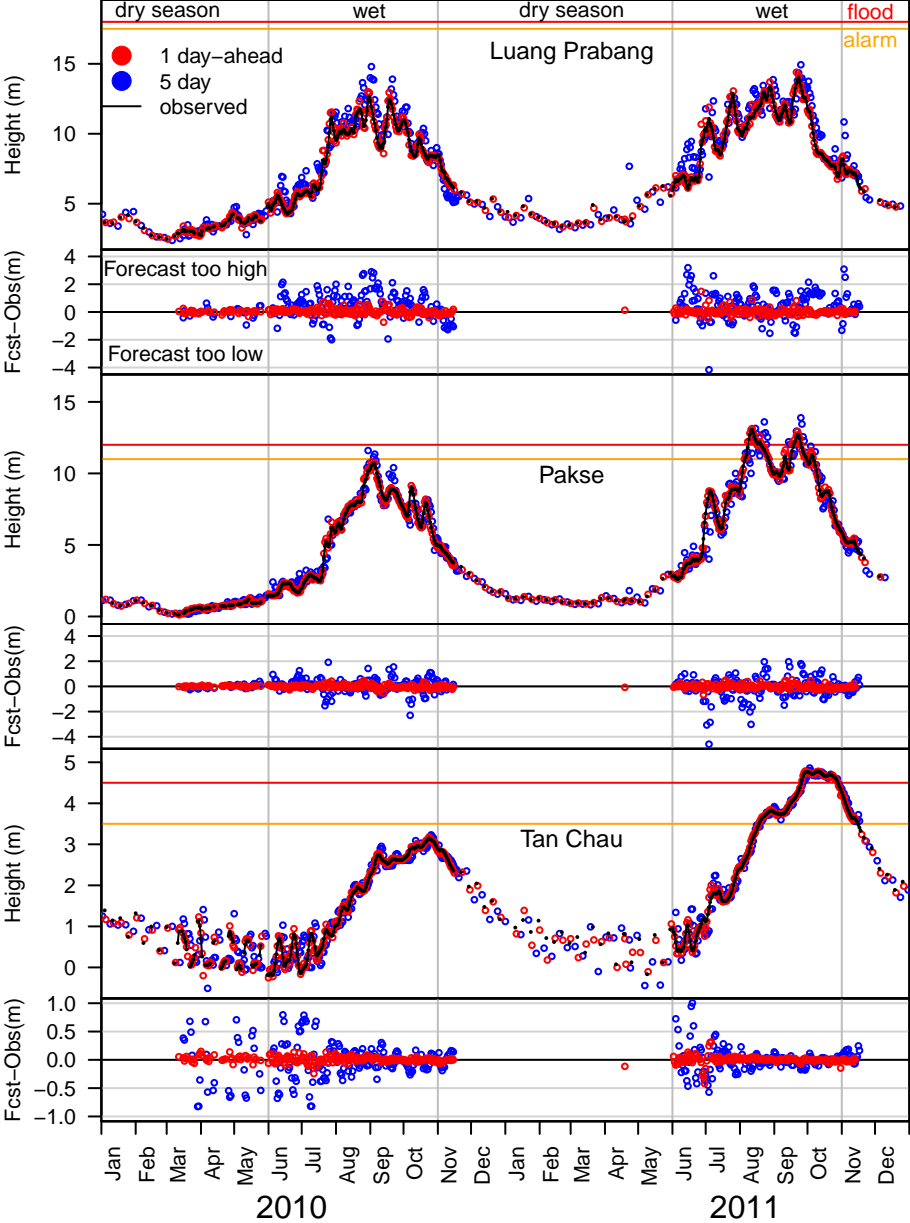 dry season wet dry season wet flood
alarm
Luang Prabang
1 day−ahead
5 day
observed
Height (m)
15
10
5
Fcst−Obs(m)
4
2
0
−2
−4
Forecast too high
Forecast too low
Height (m)
15
10
5
0
Pakse
Fcst−Obs(m)
4
2
0
−2
−4
Height (m)
5
4
3
2
1
0
Tan Chau
Fcst−Obs(m)
1.0
0.5
0.0
−0.5
−1.0
Jan Feb Mar Apr May Jun Jul Aug Sep Oct Nov Dec Jan Feb Mar Apr May Jun Jul Aug Sep Oct Nov Dec
2010 2011